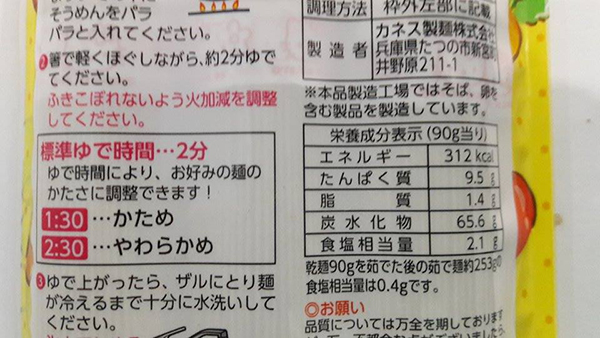 そうめんをパラ
パラと入れてください。
❷箸で軽くほぐしながら、約2分ゆで
てください。
ふきこぼれないよう火加減を調整
してください。
標準ゆで時間…2分
ゆで時間により、お好みの麺の
かたさに調整できます！
1:30…かため
2:30…やわらかめ
❸ゆで上がったら、ザルにとり麺
が冷えるまで十分に水洗いして
ください。
調理方法 枠外左部に記載
製造者 カネス製麺株式会社
兵庫県たつの市新宮町
井野原211-1
※本品製造工場ではそば、卵を
含む製品を製造しています。
栄養成分表示(90g当り)
エネルギー 312 kcal
たんぱく質 9.5 g
脂質 1.4 g
炭水化物 65.6 g
食塩相当量 2.1 g
乾麺90gを茹でた後の茹で麺約253gの
食塩相当量は0.4gです。
◎お願い
品質については万全を期しております